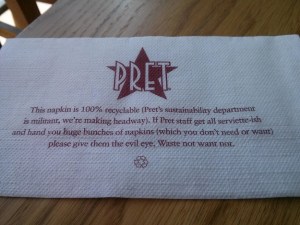 PRET
This napkin is 100% recyclable (Pret's sustainability department
is militant, we're making headway). If Pret staff get all serviette-ish
and hand you huge bunches of napkins (which you don't need or want)
please give them the evil eye. Waste not want not.